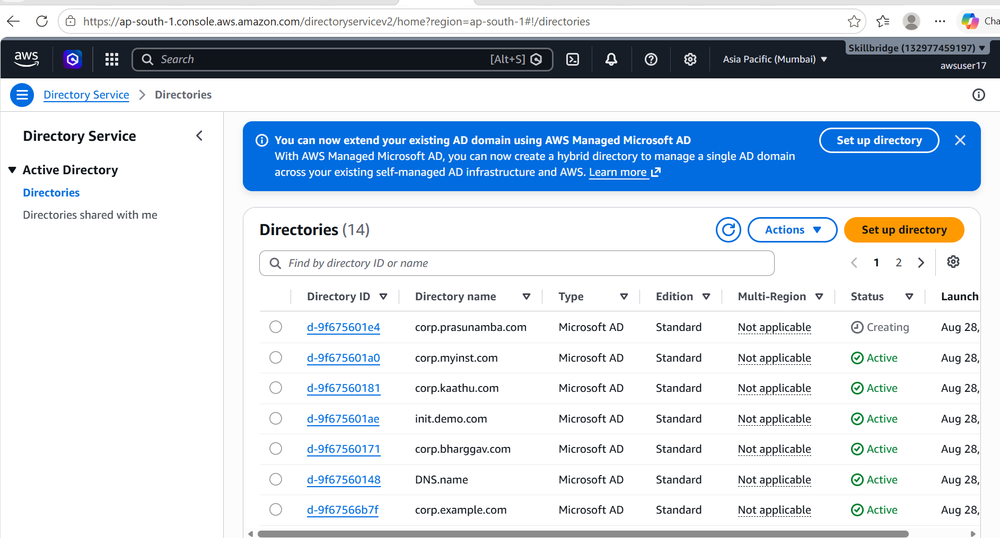 https://ap-south-1.console.aws.amazon.com/directoryservicev2/home?region=ap-south-1#!/directories
Cha
aws
Search
[Alt+S]
Asia Pacific (Mumbai)
Skillbridge (132977459197)
awsuser17
Directory Service
Directories
Directory Service
Active Directory
Directories
Directories shared with me
You can now extend your existing AD domain using AWS Managed Microsoft AD
With AWS Managed Microsoft AD, you can now create a hybrid directory to manage a single AD domain
across your existing self-managed AD infrastructure and AWS. Learn more
Set up directory
Directories (14)
Actions
Set up directory
Find by directory ID or name
1 2
Directory ID Directory name Type Edition Multi-Region Status Launch
d-9f675601e4 corp.prasunamba.com Microsoft AD Standard Not applicable Creating Aug 28,
d-9f675601a0 corp.myinst.com Microsoft AD Standard Not applicable Active Aug 28,
d-9f67560181 corp.kaathu.com Microsoft AD Standard Not applicable Active Aug 28,
d-9f675601ae init.demo.com Microsoft AD Standard Not applicable Active Aug 28,
d-9f67560171 corp.bharggav.com Microsoft AD Standard Not applicable Active Aug 28,
d-9f67560148 DNS.name Microsoft AD Standard Not applicable Active Aug 28,
d-9f67566b7f corp.example.com Microsoft AD Standard Not applicable Active Aug 28,